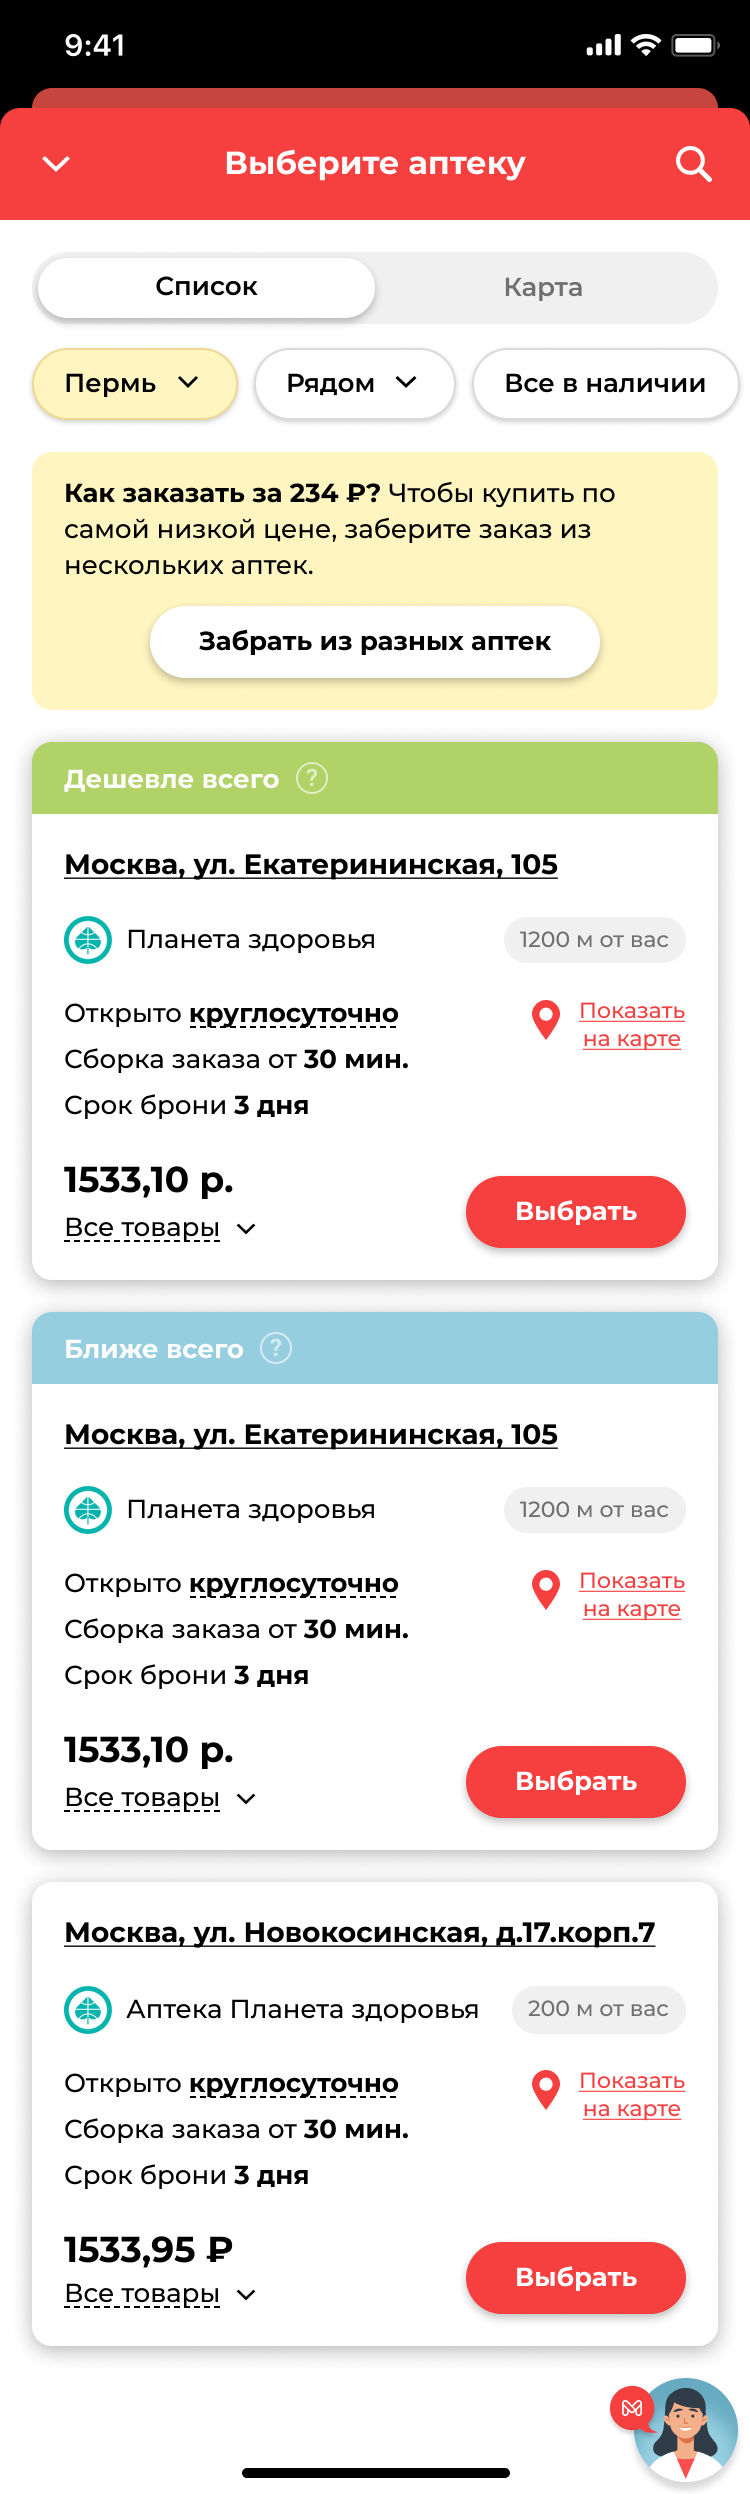 9:41
Выберите аптеку
Список
Карта
Пермь
Рядом
Все в наличии
Как заказать за 234 ₽? Чтобы купить по
самой низкой цене, заберите заказ из
нескольких аптек.
Забрать из разных аптек
Дешевле всего ?
Москва, ул. Екатерининская, 105
Планета здоровья
1200 м от вас
Открыто круглосуточно
Показать
на карте
Сборка заказа от 30 мин.
Срок брони 3 дня
1533,10 р.
Все товары
Выбрать
Ближе всего ?
Москва, ул. Екатерининская, 105
Планета здоровья
1200 м от вас
Открыто круглосуточно
Показать
на карте
Сборка заказа от 30 мин.
Срок брони 3 дня
1533,10 р.
Все товары
Выбрать
Москва, ул. Новокосинская, д.17.корп.7
Аптека Планета здоровья
200 м от вас
Открыто круглосуточно
Показать
на карте
Сборка заказа от 30 мин.
Срок брони 3 дня
1533,95 ₽
Все товары
Выбрать